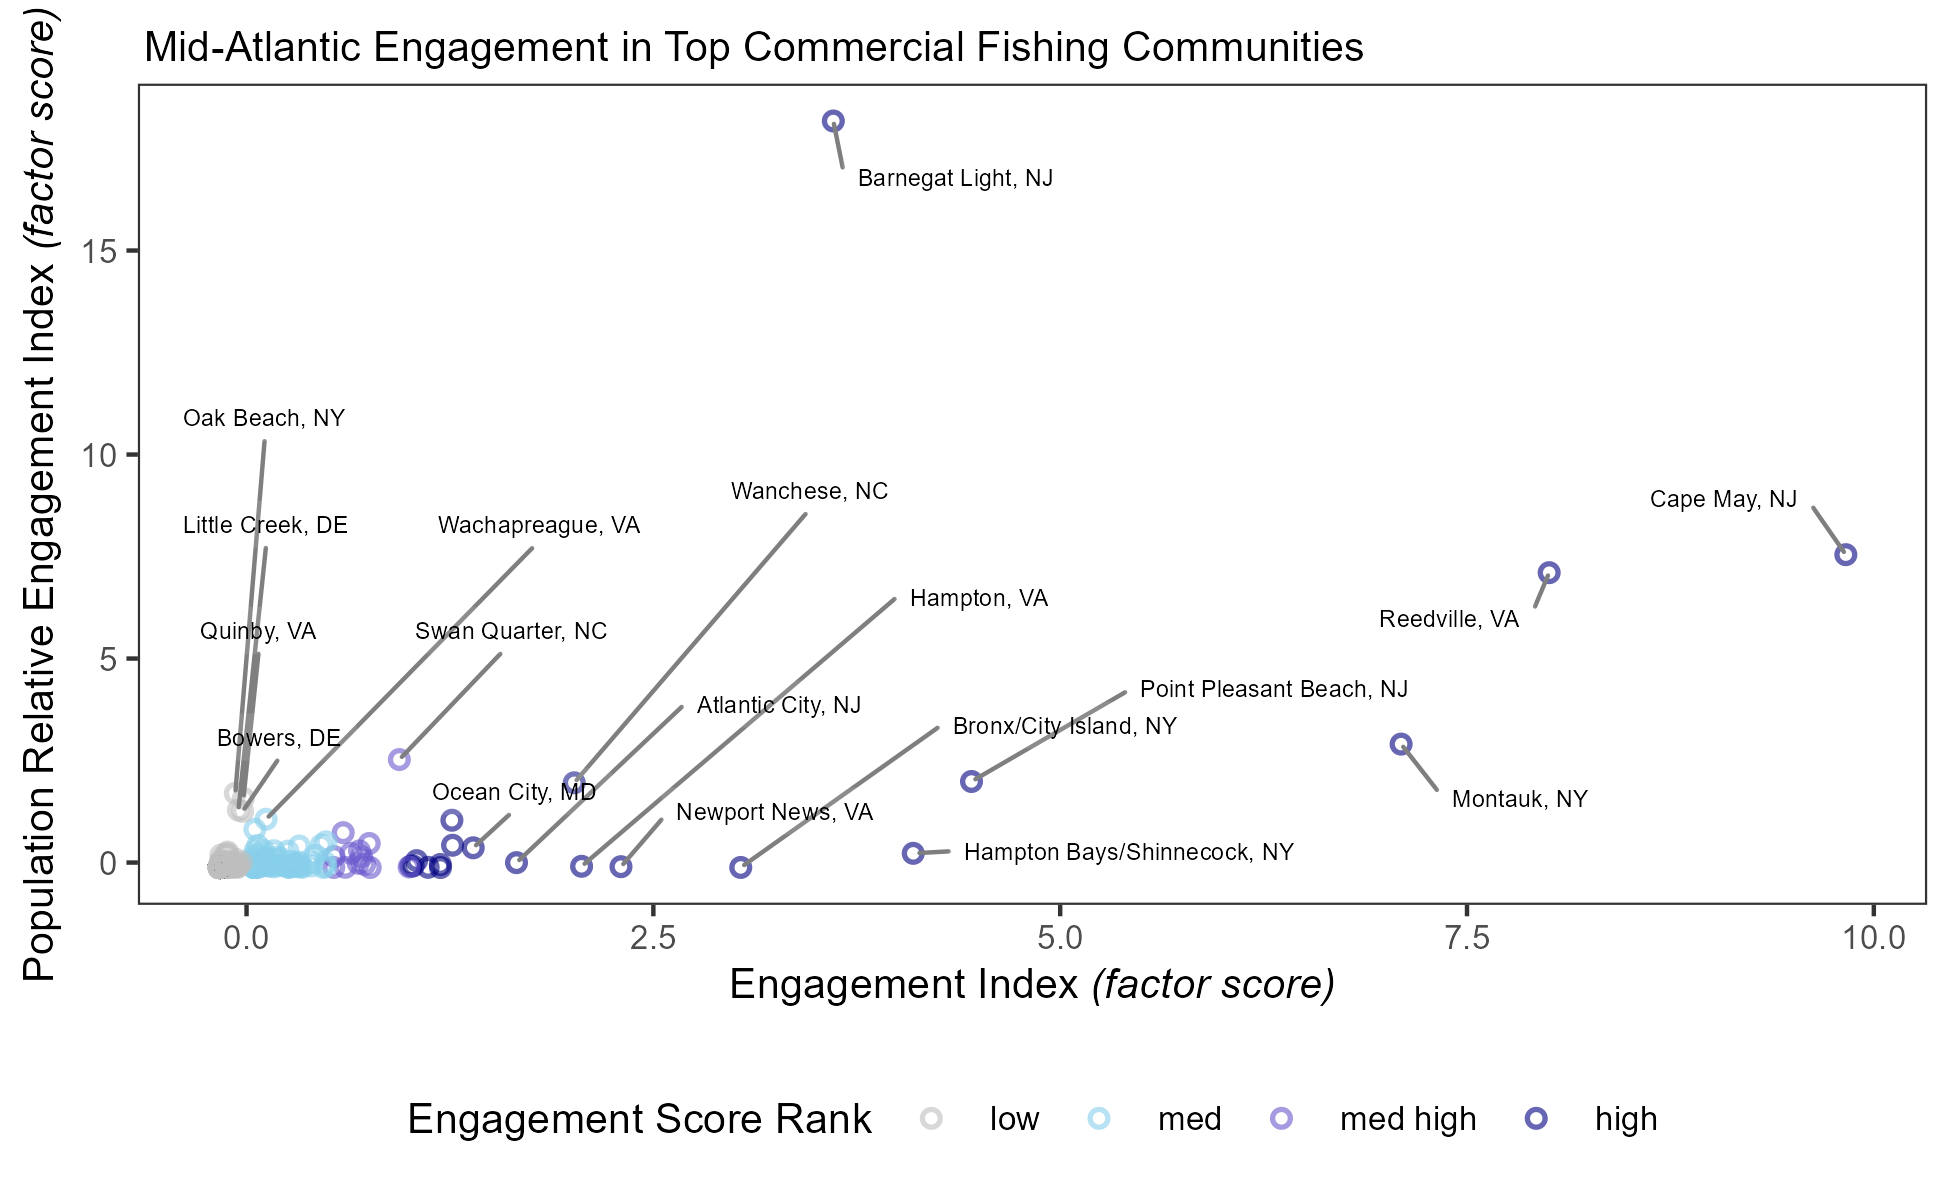 Mid-Atlantic Engagement in Top Commercial Fishing Communities
Population Relative Engagement Index (factor score)
15
10
5
0
Barnegat Light, NJ
Oak Beach, NY
Wanchese, NC
Cape May, NJ
Little Creek, DE
Wachapreague, VA
Hampton, VA
Reedville, VA
Quinby, VA
Swan Quarter, NC
Point Pleasant Beach, NJ
Atlantic City, NJ
Bronx/City Island, NY
Bowers, DE
Ocean City, MD
Montauk, NY
Newport News, VA
Hampton Bays/Shinnecock, NY
0.0
2.5
5.0
7.5
10.0
Engagement Index (factor score)
Engagement Score Rank low med med high high